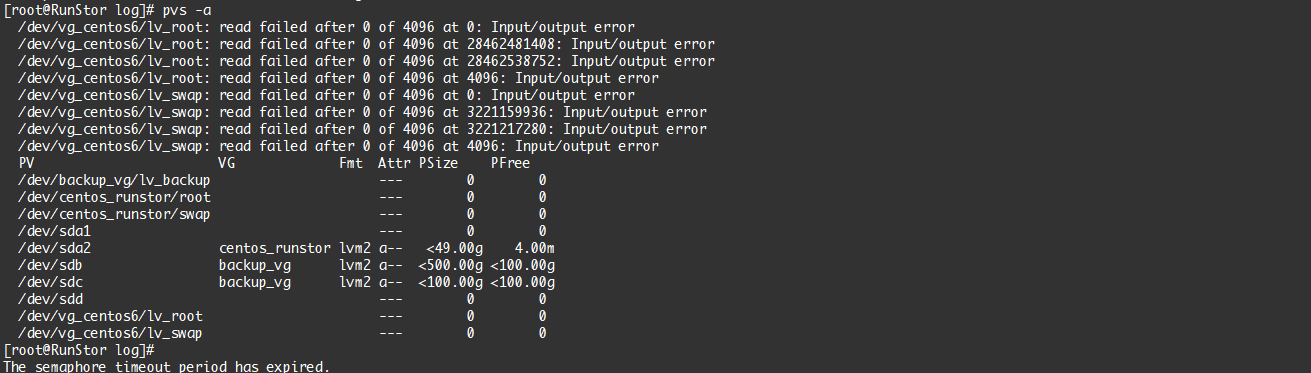 [root@RunStor log]# pvs -a
  /dev/vg_centos6/lv_root: read failed after 0 of 4096 at 0: Input/output error
  /dev/vg_centos6/lv_root: read failed after 0 of 4096 at 28462481408: Input/output error
  /dev/vg_centos6/lv_root: read failed after 0 of 4096 at 28462538752: Input/output error
  /dev/vg_centos6/lv_root: read failed after 0 of 4096 at 4096: Input/output error
  /dev/vg_centos6/lv_swap: read failed after 0 of 4096 at 0: Input/output error
  /dev/vg_centos6/lv_swap: read failed after 0 of 4096 at 3221159936: Input/output error
  /dev/vg_centos6/lv_swap: read failed after 0 of 4096 at 3221217280: Input/output error
  /dev/vg_centos6/lv_swap: read failed after 0 of 4096 at 4096: Input/output error
  PV                      VG             Fmt  Attr PSize    PFree
  /dev/backup_vg/lv_backup                    ---        0        0
  /dev/centos_runstor/root                    ---        0        0
  /dev/centos_runstor/swap                    ---        0        0
  /dev/sda1                                   ---        0        0
  /dev/sda2               centos_runstor lvm2 a--   <49.00g    4.00m
  /dev/sdb                backup_vg      lvm2 a--  <500.00g <100.00g
  /dev/sdc                backup_vg      lvm2 a--  <100.00g <100.00g
  /dev/sdd                                    ---        0        0
  /dev/vg_centos6/lv_root                     ---        0        0
  /dev/vg_centos6/lv_swap                     ---        0        0
[root@RunStor log]#
The semaphore timeout period has expired.